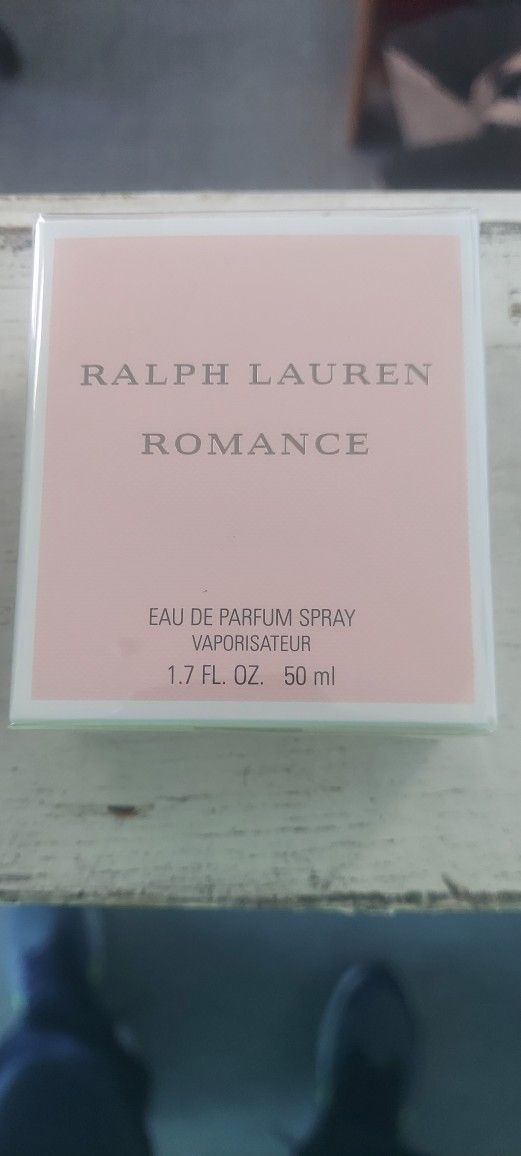 RALPH LAUREN
ROMANCE
EAU DE PARFUM SPRAY
VAPORISATEUR
1.7 FL. OZ. 50 ml